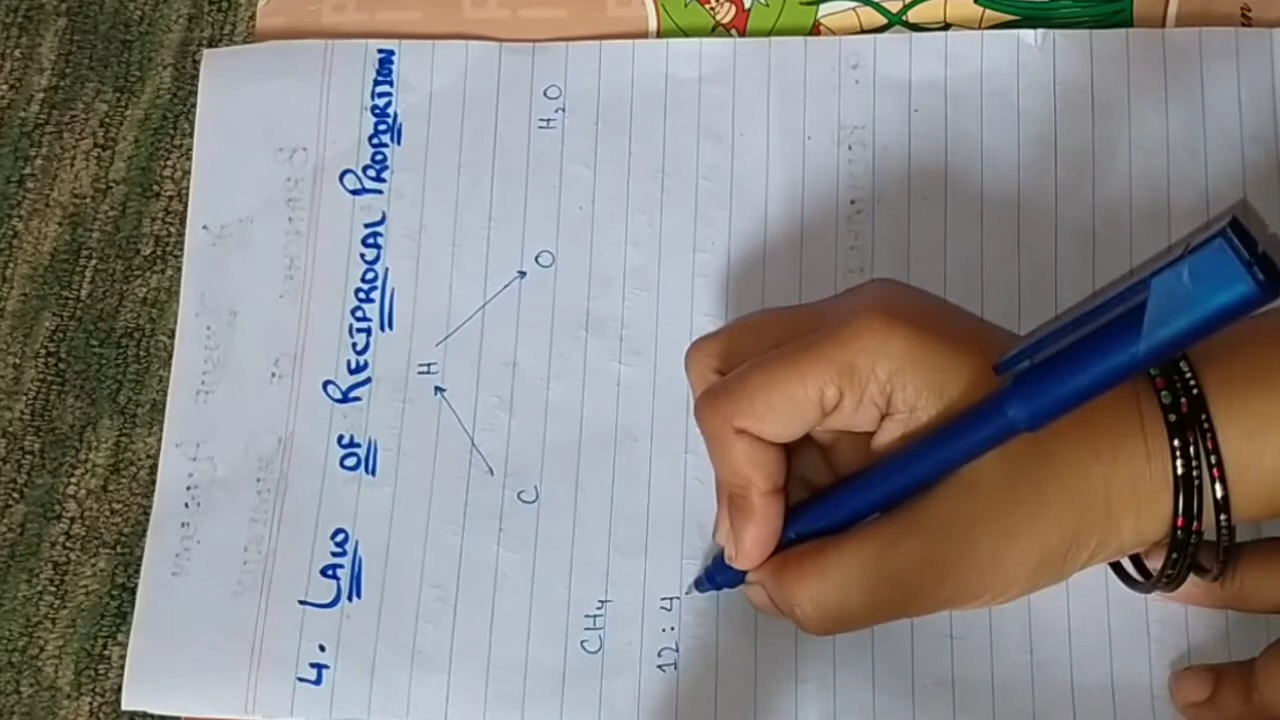 4. LAW OF RECIPROCAL PROPORTION
H
C O
H₂O
CH₄
12 : 4